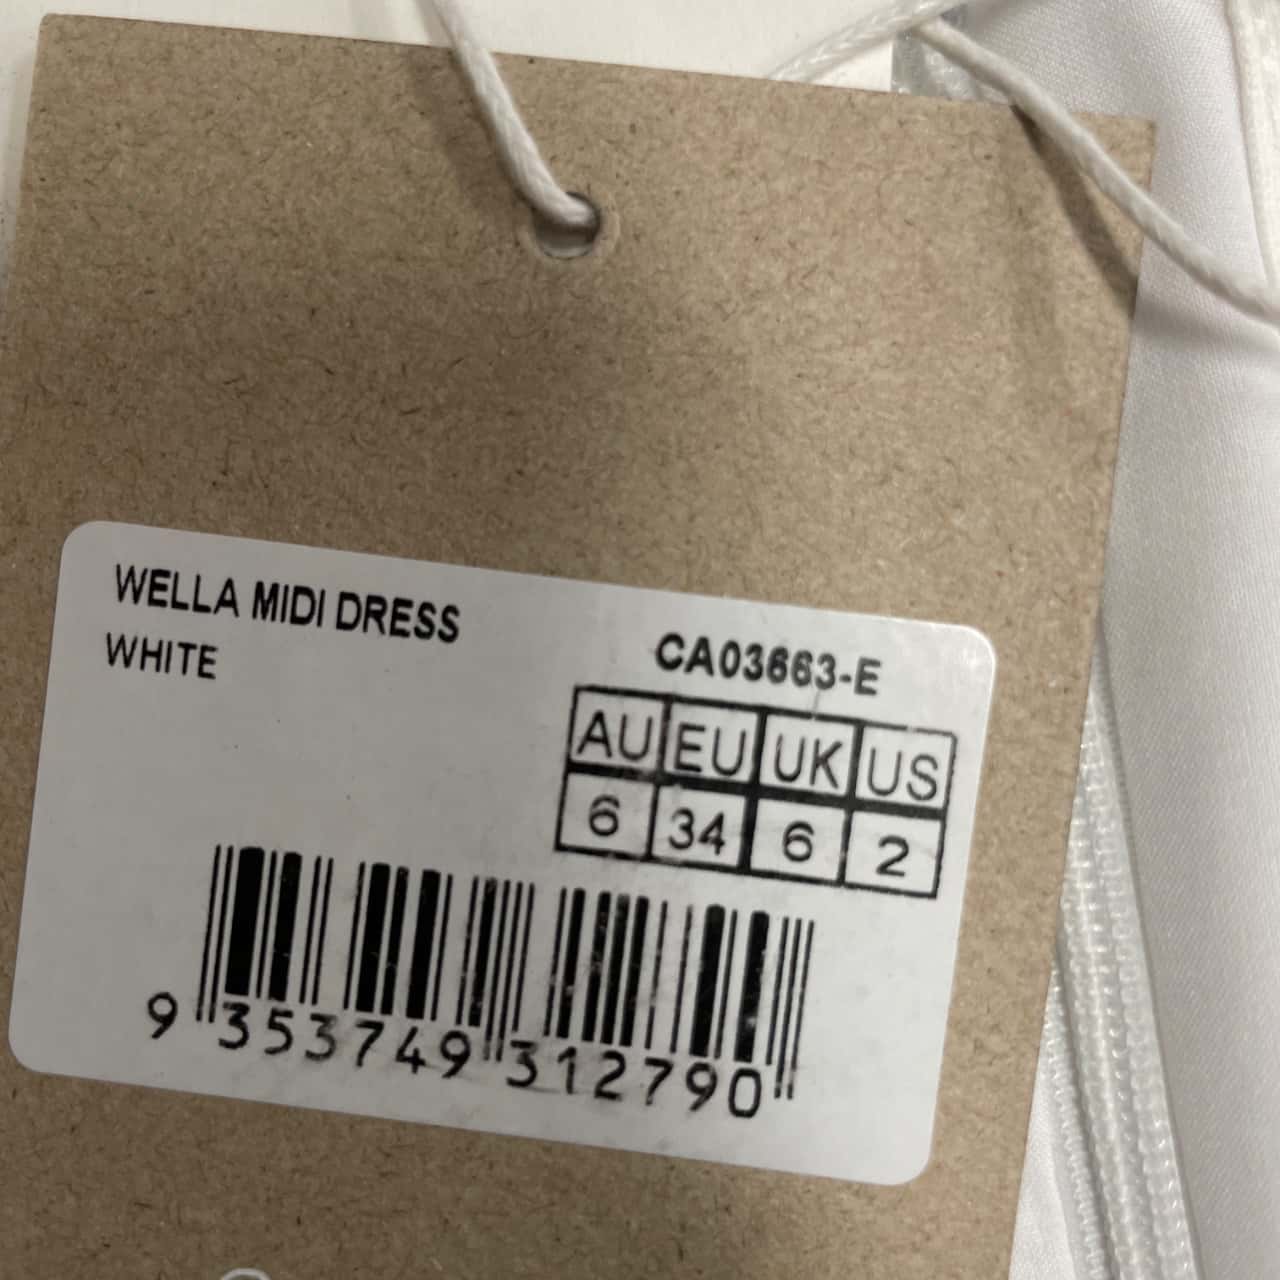 WELLA MIDI DRESS
WHITE
CA03663-E
AU EU UK US
6 34 6 2
9 353749 312790